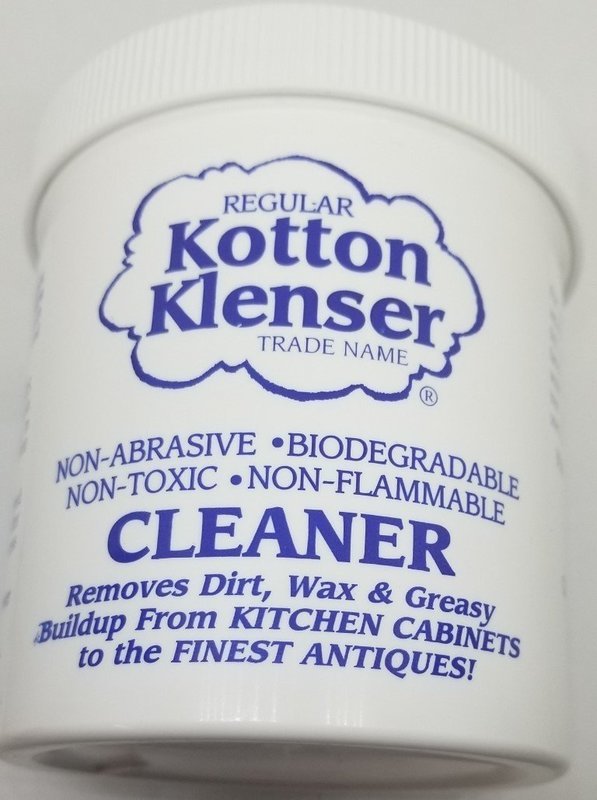 REGULAR
Kotton
Klenser
TRADE NAME
®
NON-ABRASIVE •BIODEGRADABLE
NON-TOXIC •NON-FLAMMABLE
CLEANER
Removes Dirt, Wax & Greasy
Buildup From KITCHEN CABINETS
to the FINEST ANTIQUES!